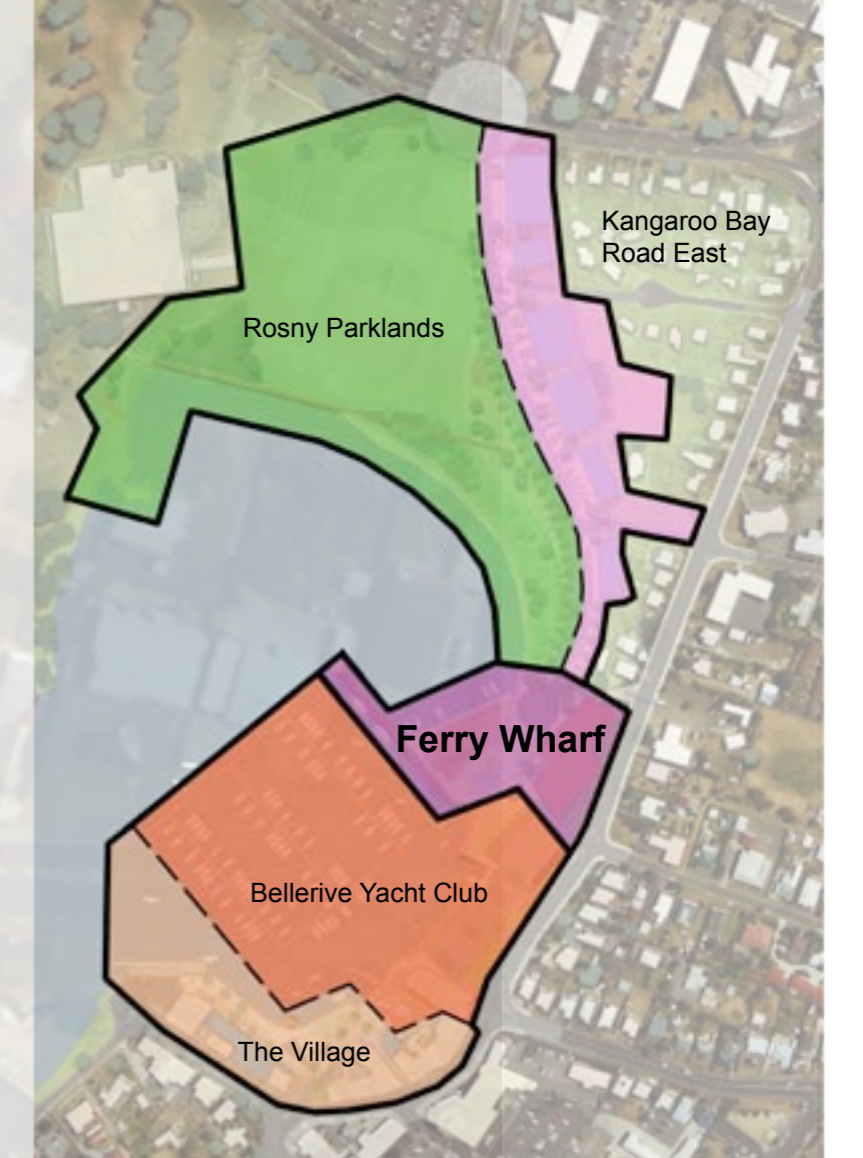 Kangaroo Bay
Road East
Rosny Parklands
Ferry Wharf
Bellerive Yacht Club
The Village